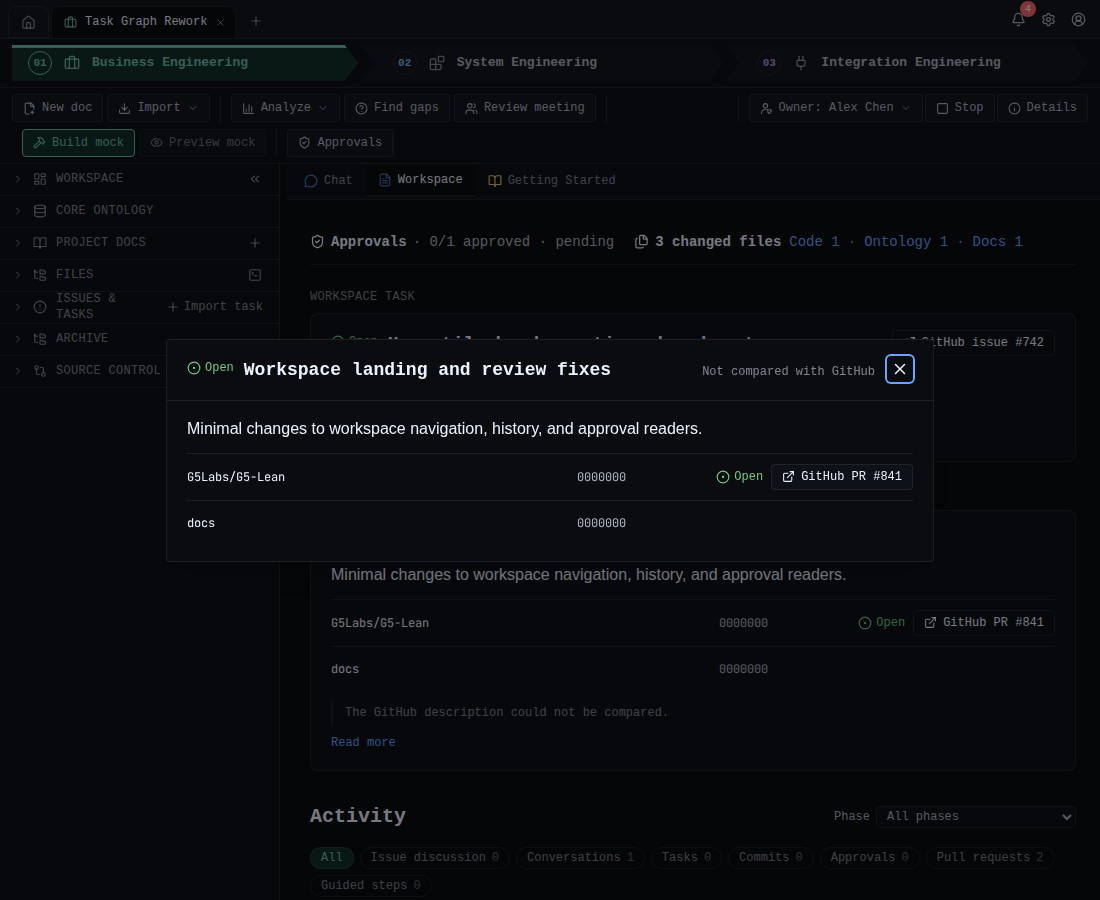 Task Graph Rework
4
01 Business Engineering
02 System Engineering
03 Integration Engineering
New doc
Import
Analyze
Find gaps
Review meeting
Owner: Alex Chen
Stop
Details
Build mock
Preview mock
Approvals
WORKSPACE
CORE ONTOLOGY
PROJECT DOCS
FILES
ISSUES & TASKS
Import task
ARCHIVE
SOURCE CONTROL
Chat
Workspace
Getting Started
Approvals · 0/1 approved · pending
3 changed files Code 1 · Ontology 1 · Docs 1
WORKSPACE TASK
GitHub issue #742
Open Workspace landing and review fixes
Not compared with GitHub
Minimal changes to workspace navigation, history, and approval readers.
G5Labs/G5-Lean 0000000 Open GitHub PR #841
docs 0000000
Minimal changes to workspace navigation, history, and approval readers.
G5Labs/G5-Lean 0000000 Open GitHub PR #841
docs 0000000
The GitHub description could not be compared.
Read more
Activity
Phase All phases
All
Issue discussion 0
Conversations 1
Tasks 0
Commits 0
Approvals 0
Pull requests 2
Guided steps 0